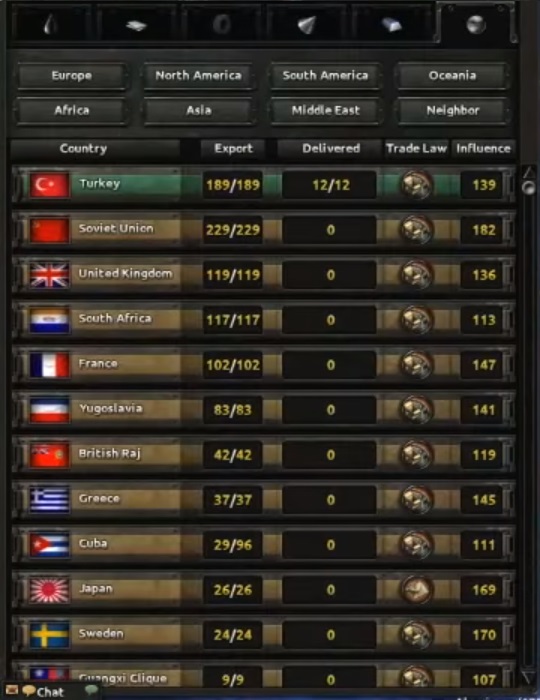 Europe North America South America Oceania
Africa Asia Middle East Neighbor
Country Export Delivered Trade Law Influence
Turkey 189/189 12/12 139
Soviet Union 229/229 0 182
United Kingdom 119/119 0 136
South Africa 117/117 0 113
France 102/102 0 147
Yugoslavia 83/83 0 141
British Raj 42/42 0 119
Greece 37/37 0 145
Cuba 29/96 0 111
Japan 26/26 0 169
Sweden 24/24 0 170
Guangxi Clique 9/9 0 107
Chat